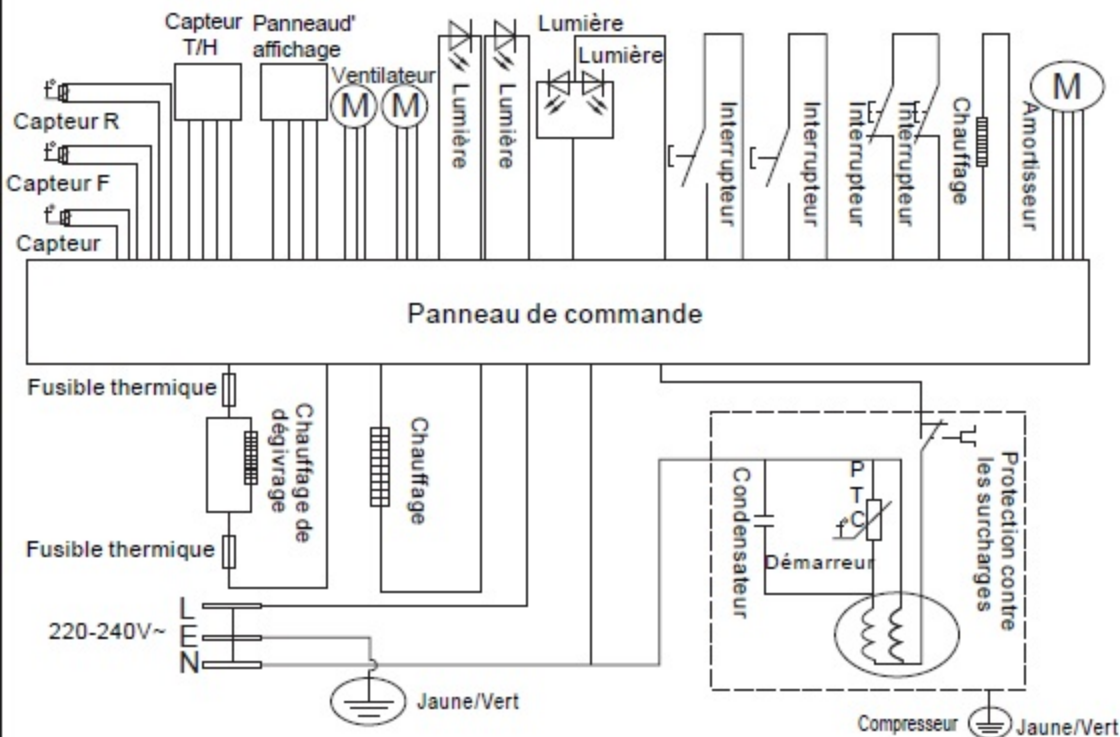 Capteur
T/H
Panneaud'
affichage
Lumière
Lumière
Ventilateur
M
M
Lumière
Lumière
Capteur R
Capteur F
Capteur
Interrupteur
Interrupteur
Interrupteur
Interrupteur
Chauffage
Amortisseur
M
t°
t°
t°
Panneau de commande
Fusible thermique
Chauffage de
dégivrage
Chauffage
Fusible thermique
220-240V~
L
E
N
Jaune/Vert
Condensateur
PTC
t°
Démarreur
Protection contre
les surcharges
Compresseur
Jaune/Vert